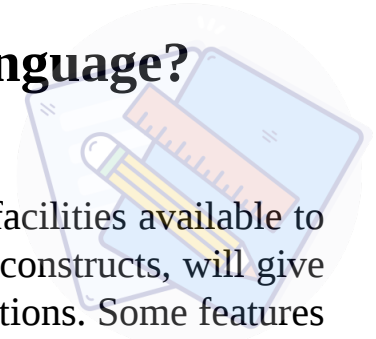 nguage?
facilities available to
constructs, will give
tions. Some features